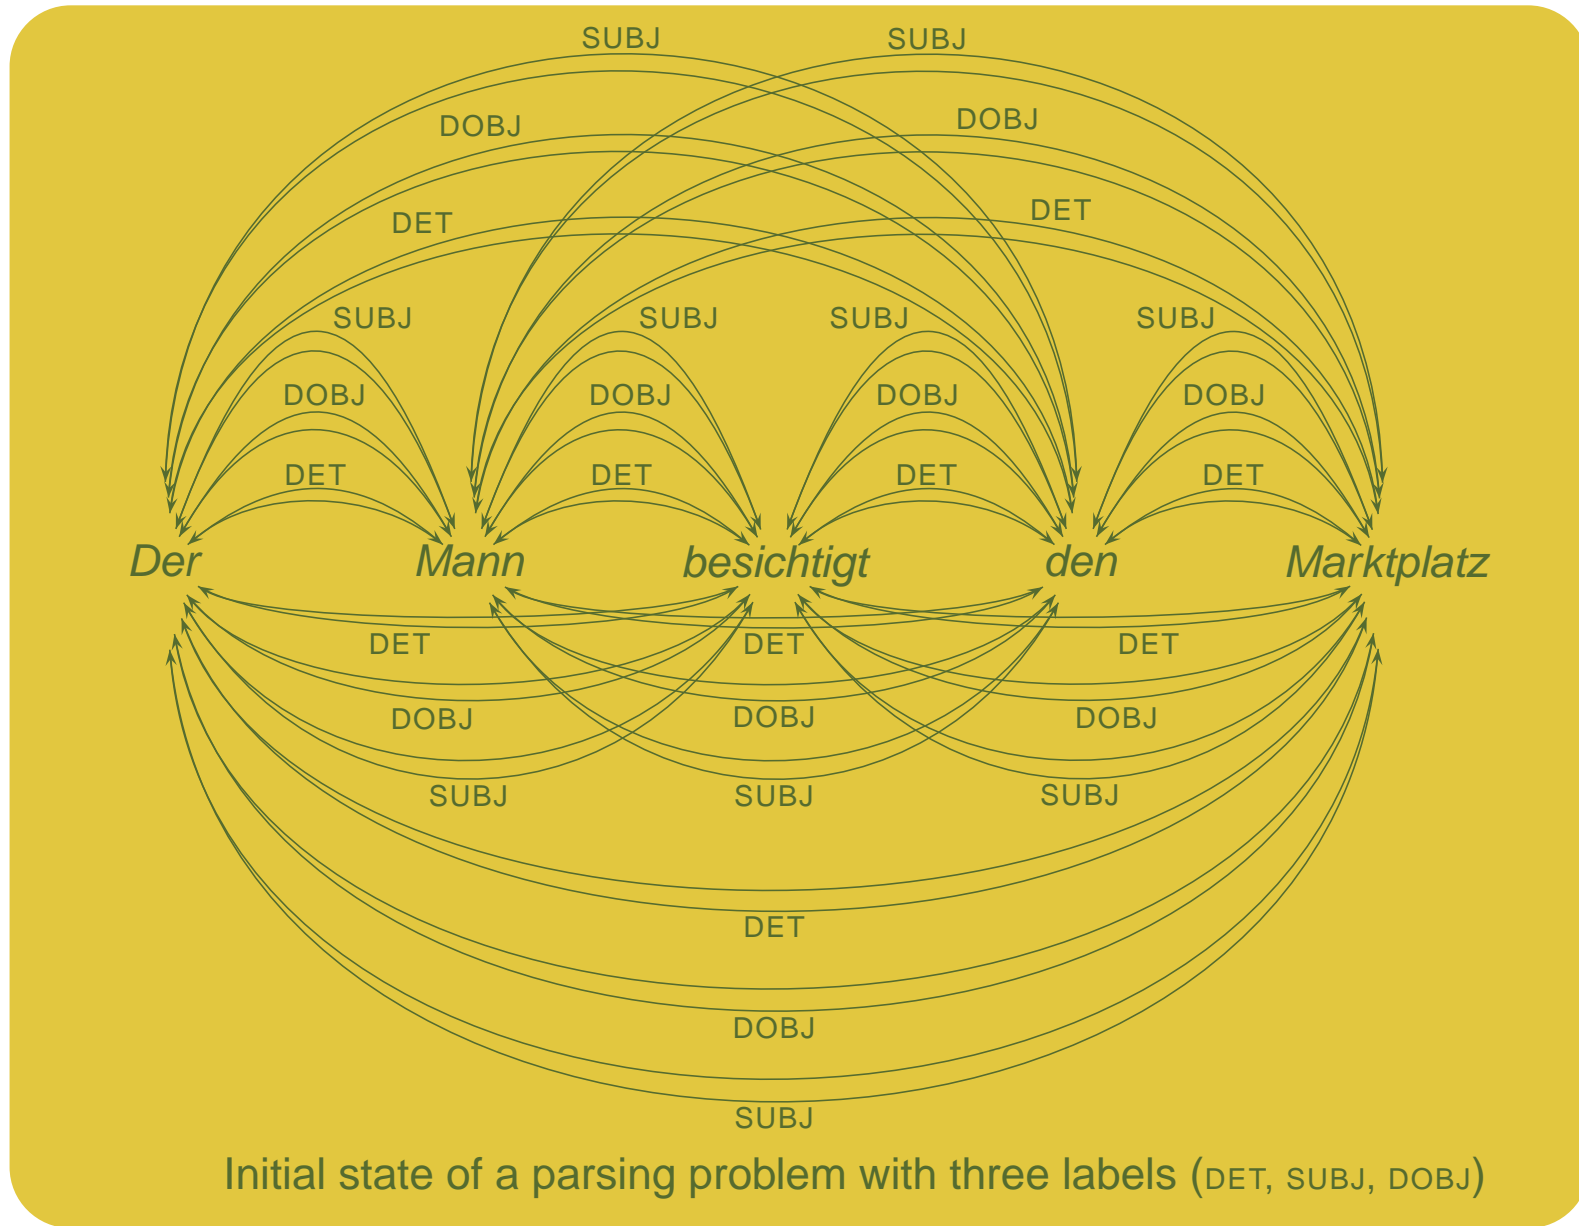 SUBJ SUBJ
DOBJ DOBJ
DET DET
SUBJ SUBJ SUBJ SUBJ
DOBJ DOBJ DOBJ DOBJ
DET DET DET DET
Der Mann besichtigt den Marktplatz
DET DET DET
DOBJ DOBJ DOBJ
SUBJ SUBJ SUBJ
DET
DOBJ
SUBJ
Initial state of a parsing problem with three labels (DET, SUBJ, DOBJ)